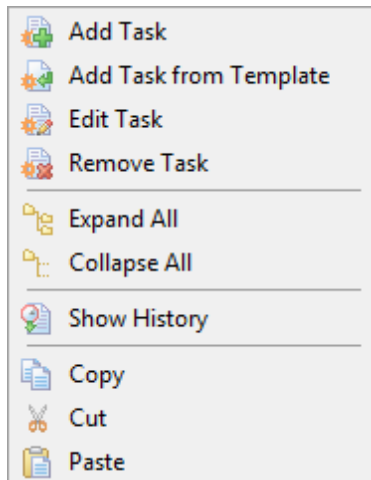 Add Task
Add Task from Template
Edit Task
Remove Task
Expand All
Collapse All
Show History
Copy
Cut
Paste